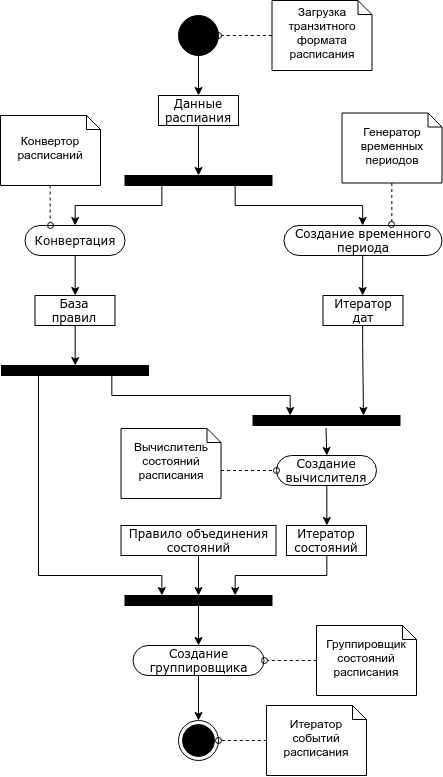 Загрузка
транзитного
формата
расписания
Данные
распиания
Конвертор
расписаний
Генератор
временных
периодов
Конвертация
Создание временного
периода
База
правил
Итератор
дат
Вычислитель
состояний
расписания
Создание
вычислителя
Правило объединения
состояний
Итератор
состояний
Создание
группировщика
Группировщик
состояний
расписания
Итератор
событий
расписания